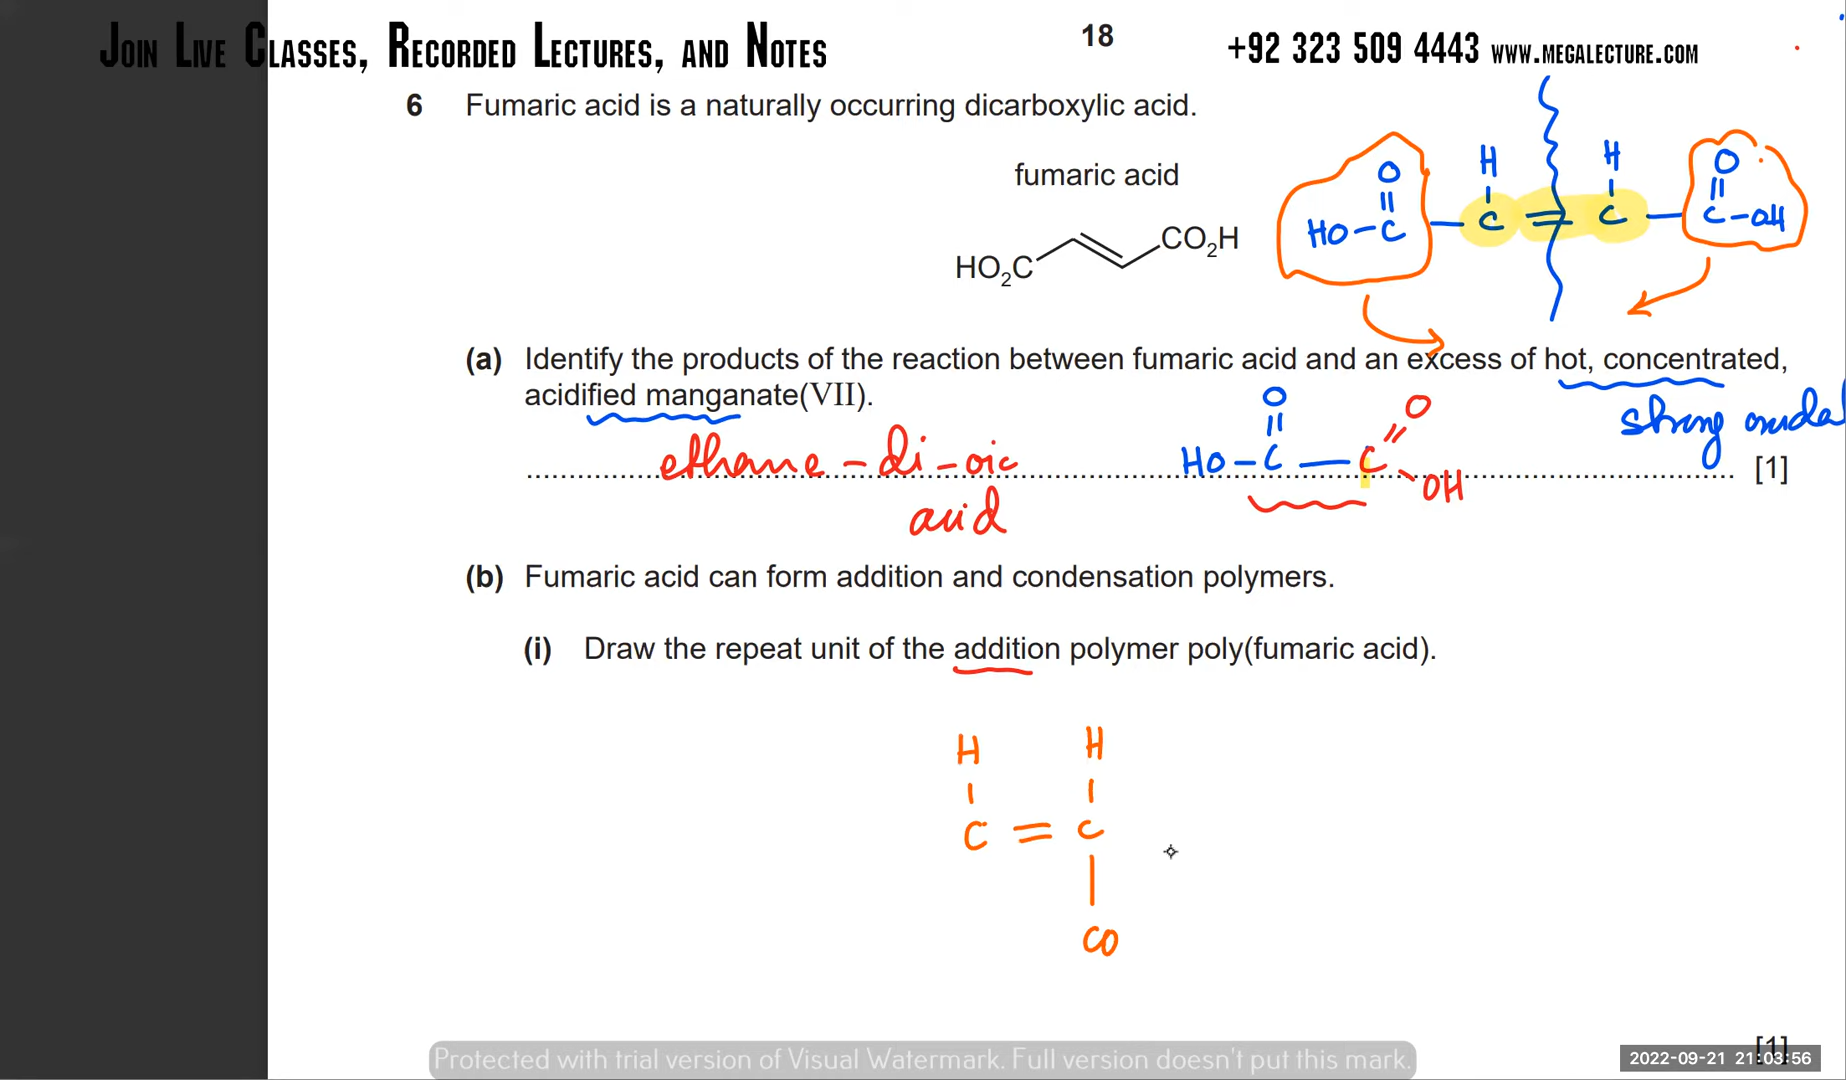 JOIN LIVE CLASSES, RECORDED LECTURES, AND NOTES
18
+92 323 509 4443 WWW.MEGALECTURE.COM
6 Fumaric acid is a naturally occurring dicarboxylic acid.
fumaric acid
HO₂C CO₂H
H H
O O
HO-C-C=C-C-OH
(a) Identify the products of the reaction between fumaric acid and an excess of hot, concentrated,
acidified manganate(VII).
strong
ethane-di-oic
acid
O O
HO-C-C
OH
[1]
(b) Fumaric acid can form addition and condensation polymers.
(i) Draw the repeat unit of the addition polymer poly(fumaric acid).
H H
C = C
CO
[1]
Protected with trial version of Visual Watermark. Full version doesn't put this mark.
2022-09-21 21:03:56